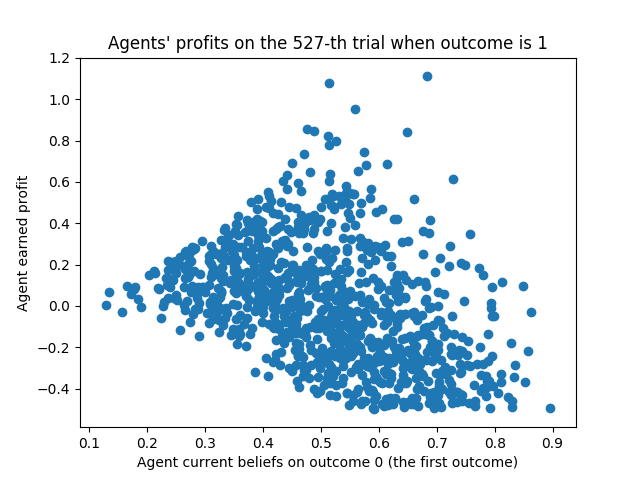 Agents' profits on the 527-th trial when outcome is 1
1.2
1.0
0.8
0.6
0.4
0.2
0.0
−0.2
−0.4
Agent earned profit
0.1 0.2 0.3 0.4 0.5 0.6 0.7 0.8 0.9
Agent current beliefs on outcome 0 (the first outcome)